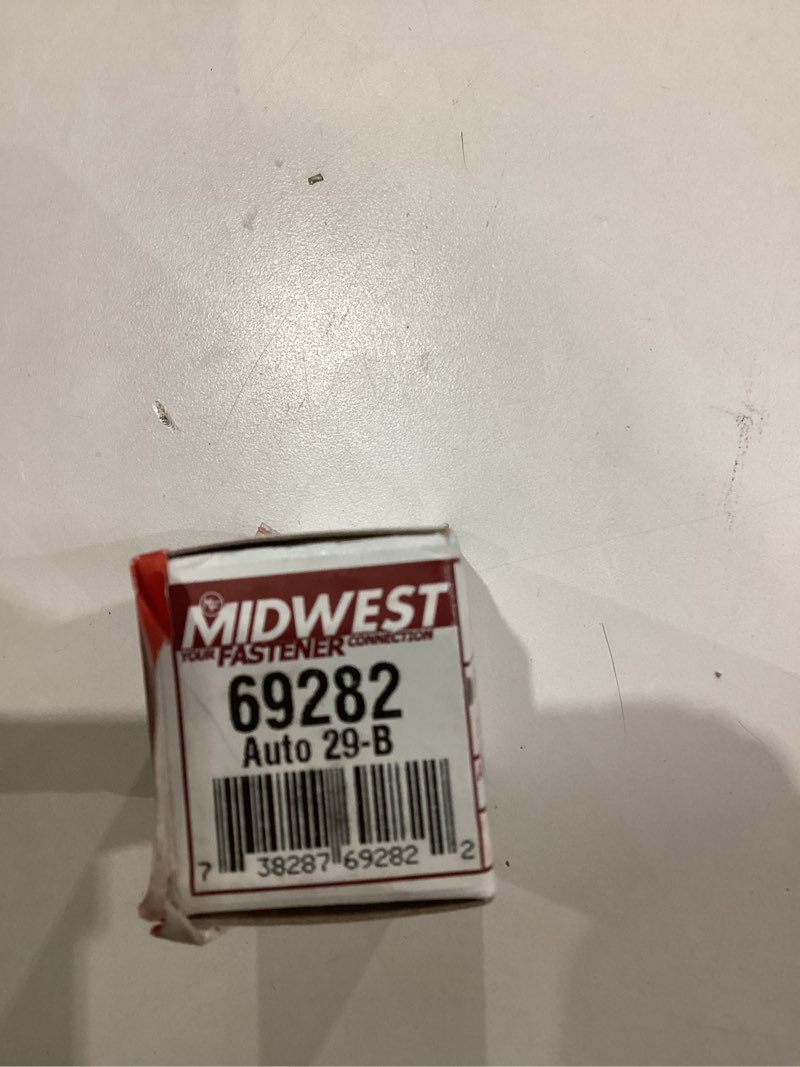 MIDWEST
YOUR FASTENER CONNECTION
69282
Auto 29-B
7 38287 69282 2